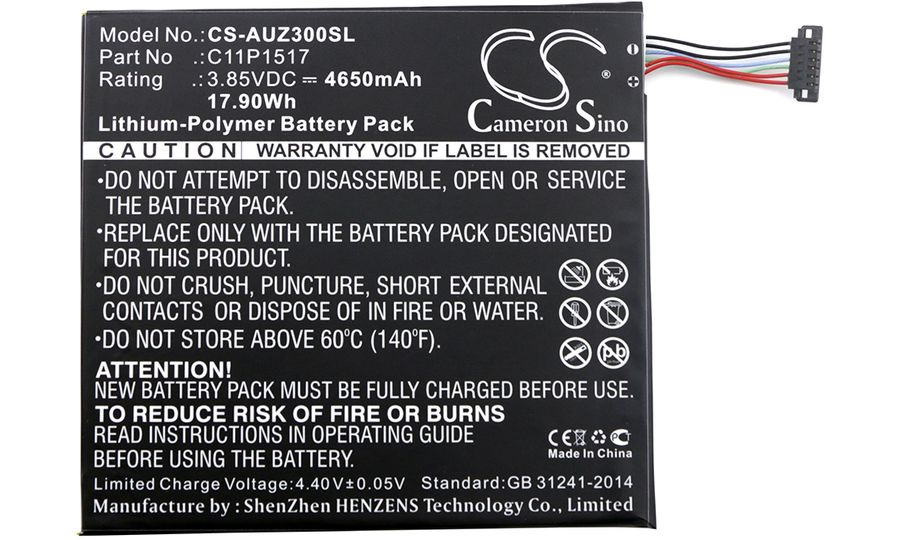 Model No.: CS-AUZ300SL
Part No .: C11P1517
Rating .: 3.85VDC ⎓ 4650mAh
17.90Wh
Lithium-Polymer Battery Pack
CS
®
Cameron Sino
CAUTION WARRANTY VOID IF LABEL IS REMOVED
•DO NOT ATTEMPT TO DISASSEMBLE, OPEN OR SERVICE
THE BATTERY PACK.
•REPLACE ONLY WITH THE BATTERY PACK DESIGNATED
FOR THIS PRODUCT.
•DO NOT CRUSH, PUNCTURE, SHORT EXTERNAL
CONTACTS OR DISPOSE OF IN FIRE OR WATER.
•DO NOT STORE ABOVE 60°C (140°F).
Pb
ATTENTION!
NEW BATTERY PACK MUST BE FULLY CHARGED BEFORE USE.
TO REDUCE RISK OF FIRE OR BURNS
READ INSTRUCTIONS IN OPERATING GUIDE
BEFORE USING THE BATTERY PACK.
CE
Made In China
Limited Charge Voltage: 4.40V±0.05V Standard: GB 31241-2014
Manufacture by : ShenZhen HENZENS Technology Co., Limited